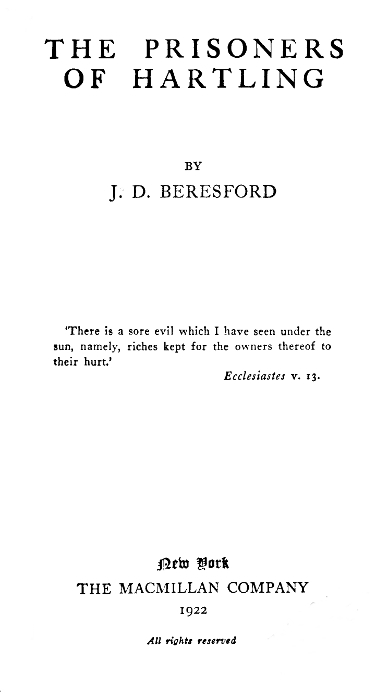 THE PRISONERS
OF HARTLING
BY
J. D. BERESFORD
'There is a sore evil which I have seen under the
sun, namely, riches kept for the owners thereof to
their hurt.'
Ecclesiastes v. 13.
New York
THE MACMILLAN COMPANY
1922
All rights reserved